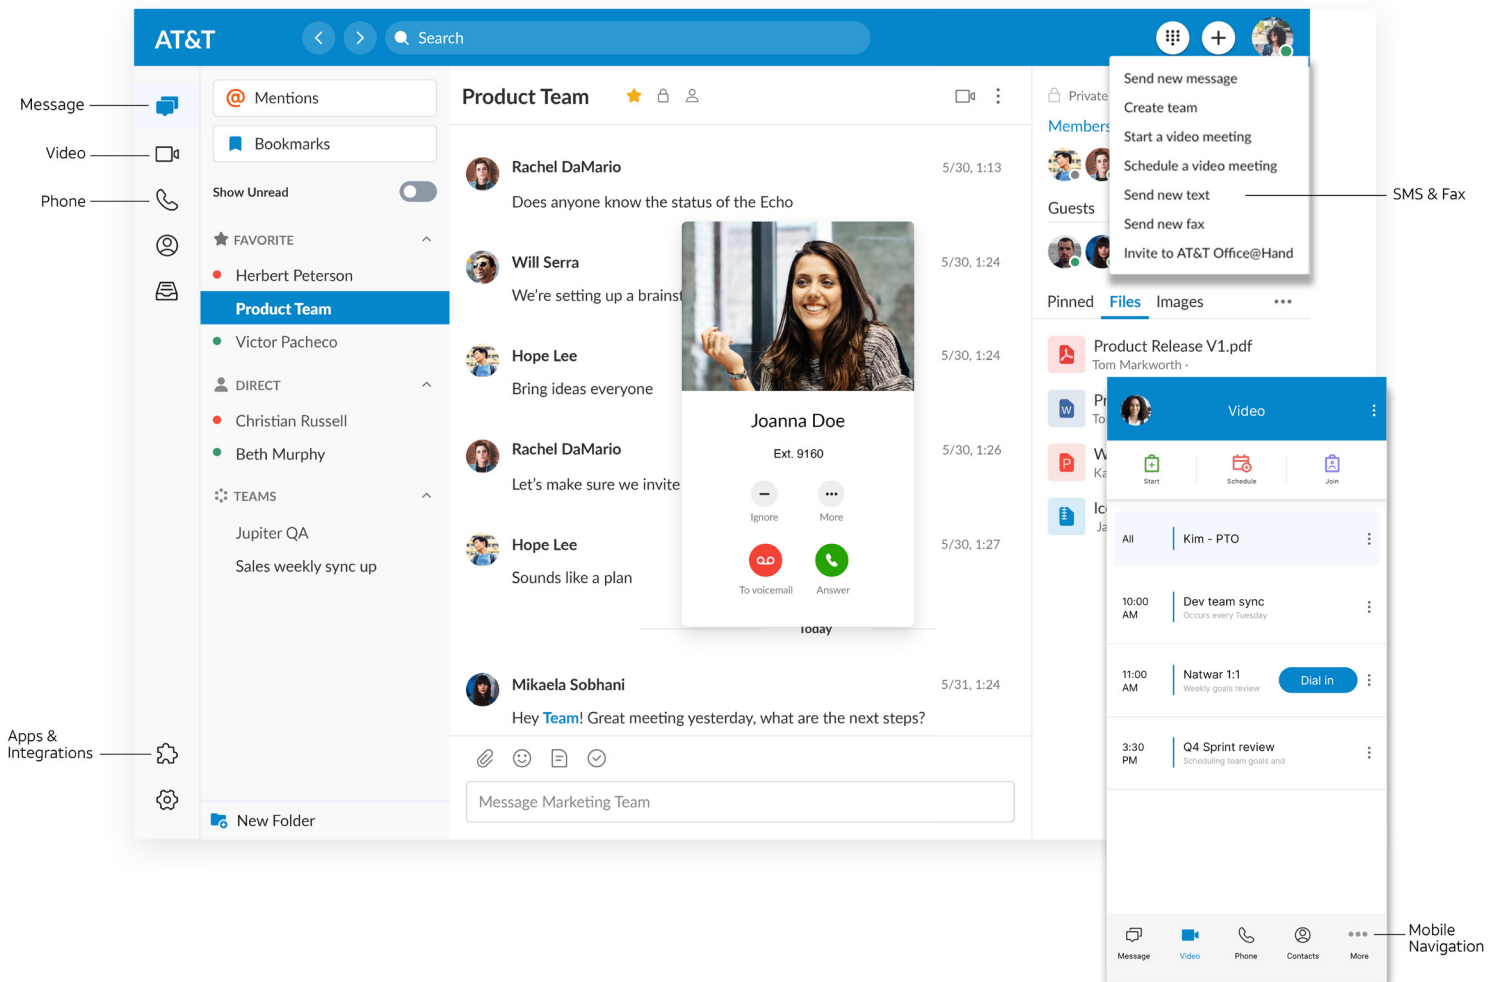 AT&T
Search
Message
Video
Phone
Apps &
Integrations
@ Mentions
Bookmarks
Show Unread
FAVORITE
Herbert Peterson
Product Team
Victor Pacheco
DIRECT
Christian Russell
Beth Murphy
TEAMS
Jupiter QA
Sales weekly sync up
New Folder
Product Team
Rachel DaMario 5/30, 1:13
Does anyone know the status of the Echo
Will Serra 5/30, 1:24
We're setting up a
Hope Lee 5/30, 1:24
Bring ideas everyone
Rachel DaMario 5/30, 1:26
Let's make sure we invite
Hope Lee 5/30, 1:27
Sounds like a plan
Today
Mikaela Sobhani 5/31, 1:24
Hey Team! Great meeting yesterday, what are the next steps?
Message Marketing Team
Joanna Doe
Ext. 9160
Ignore
More
To voicemail
Answer
Private
Members
Guests
Pinned Files Images
Product Release V1.pdf
Tom Markworth ·
W
P
Send new message
Create team
Start a video meeting
Schedule a video meeting
Send new text
Send new fax
Invite to AT&T Office@Hand
SMS & Fax
Video
Start
Schedule
Join
All
Kim - PTO
10:00
AM
Dev team sync
Occurs every Tuesday
11:00
AM
Natwar 1:1
Weekly goals review
Dial in
3:30
PM
Q4 Sprint review
Scheduling team goals and
Message
Video
Phone
Contacts
More
Mobile
Navigation